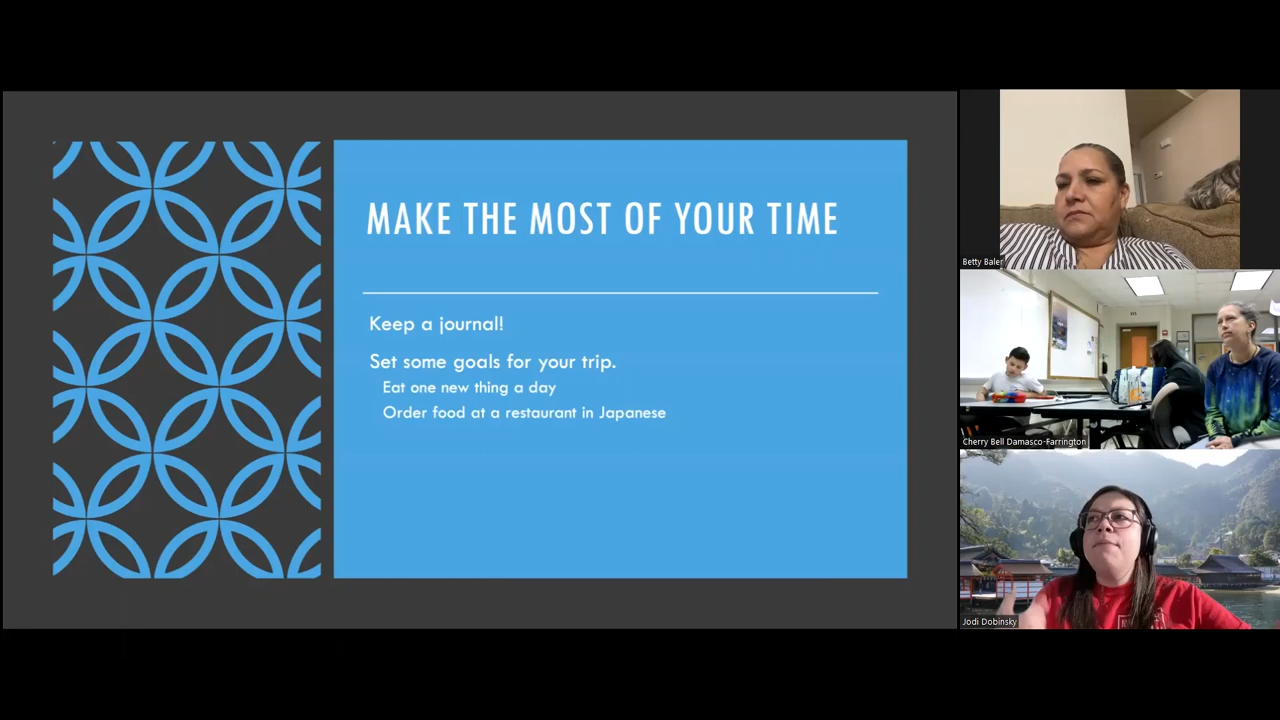 MAKE THE MOST OF YOUR TIME
Keep a journal!
Set some goals for your trip.
Eat one new thing a day
Order food at a restaurant in Japanese
Betty Baler
Cherry Bell Damasco-Farrington
Jodi Dobinsky